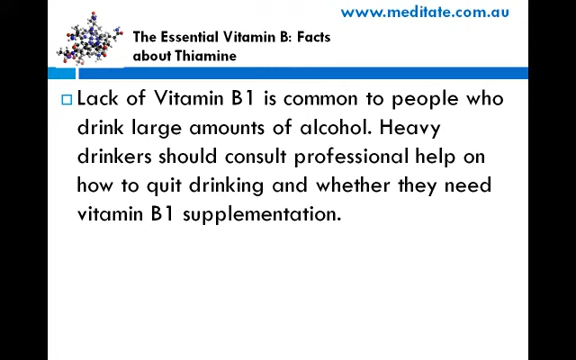 www.meditate.com.au
The Essential Vitamin B: Facts
about Thiamine
Lack of Vitamin B1 is common to people who
drink large amounts of alcohol. Heavy
drinkers should consult professional help on
how to quit drinking and whether they need
vitamin B1 supplementation.